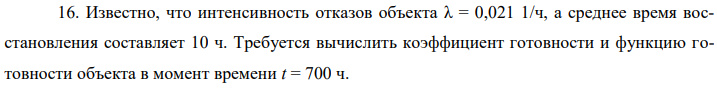 16. Известно, что интенсивность отказов объекта λ = 0,021 1/ч, а среднее время вос-
становления составляет 10 ч. Требуется вычислить коэффициент готовности и функцию го-
товности объекта в момент времени t = 700 ч.